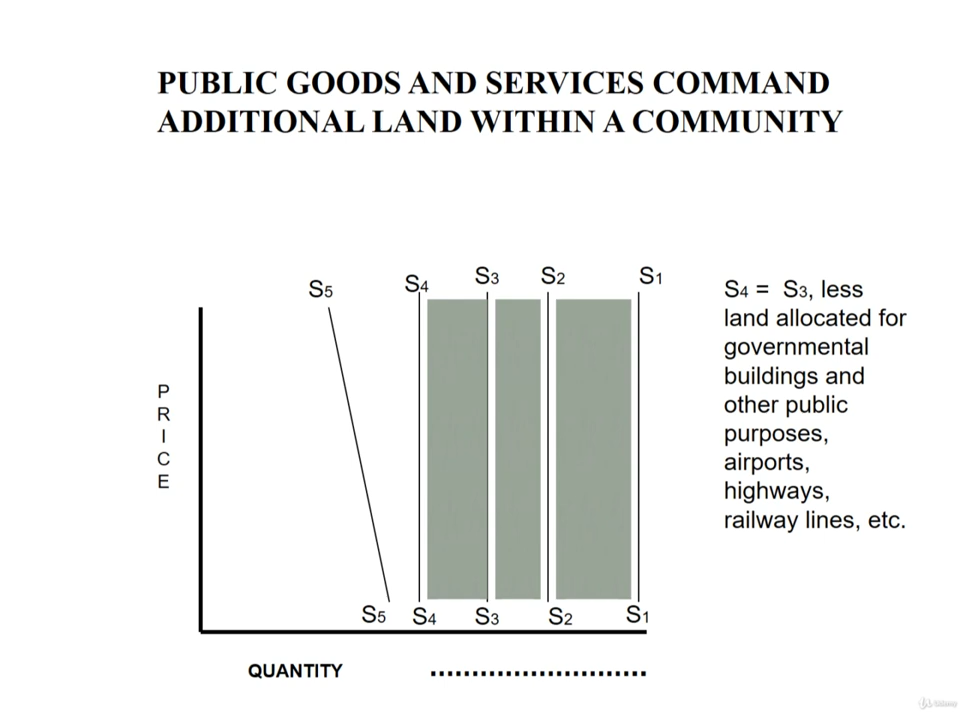 PUBLIC GOODS AND SERVICES COMMAND
ADDITIONAL LAND WITHIN A COMMUNITY
S5 S4 S3 S2 S1
S4 = S3, less
land allocated for
governmental
buildings and
other public
purposes,
airports,
highways,
railway lines, etc.
P
R
I
C
E
S5 S4 S3 S2 S1
QUANTITY
Udemy